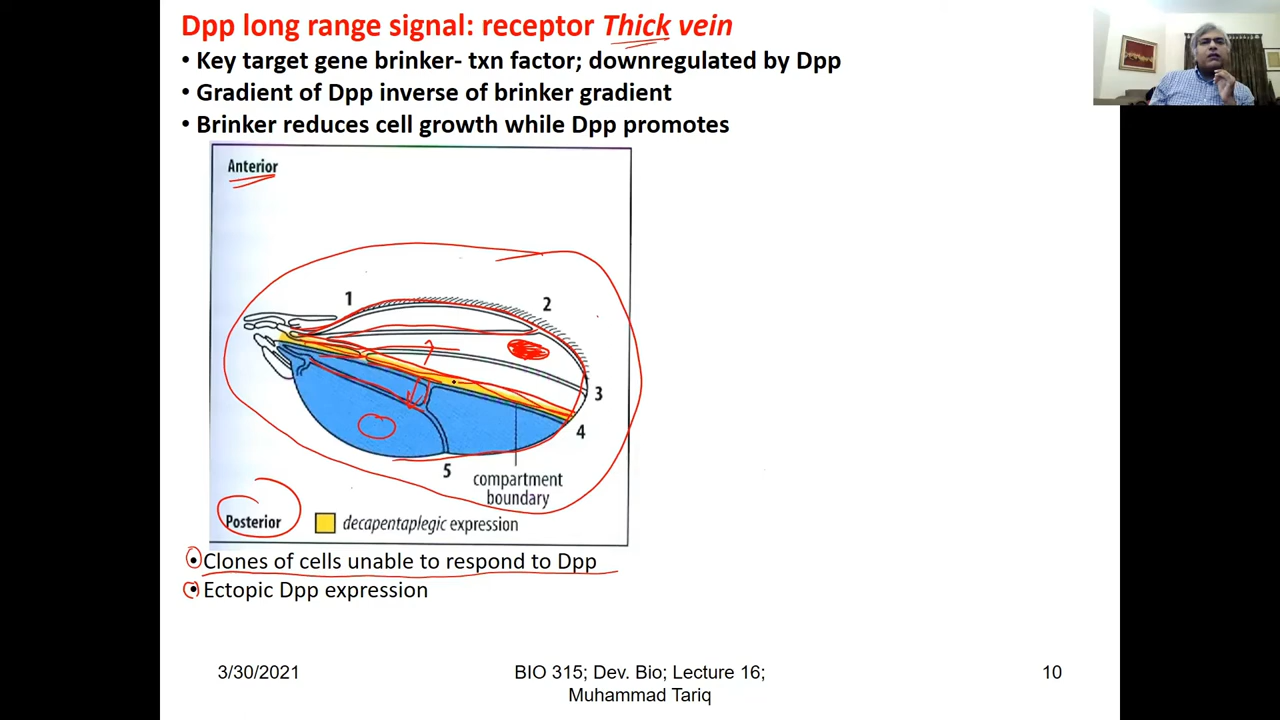 Dpp long range signal: receptor Thick vein
• Key target gene brinker- txn factor; downregulated by Dpp
• Gradient of Dpp inverse of brinker gradient
• Brinker reduces cell growth while Dpp promotes
Anterior
1
2
3
4
5
compartment
boundary
Posterior
decapentaplegic expression
• Clones of cells unable to respond to Dpp
• Ectopic Dpp expression
3/30/2021
BIO 315; Dev. Bio; Lecture 16;
Muhammad Tariq
10